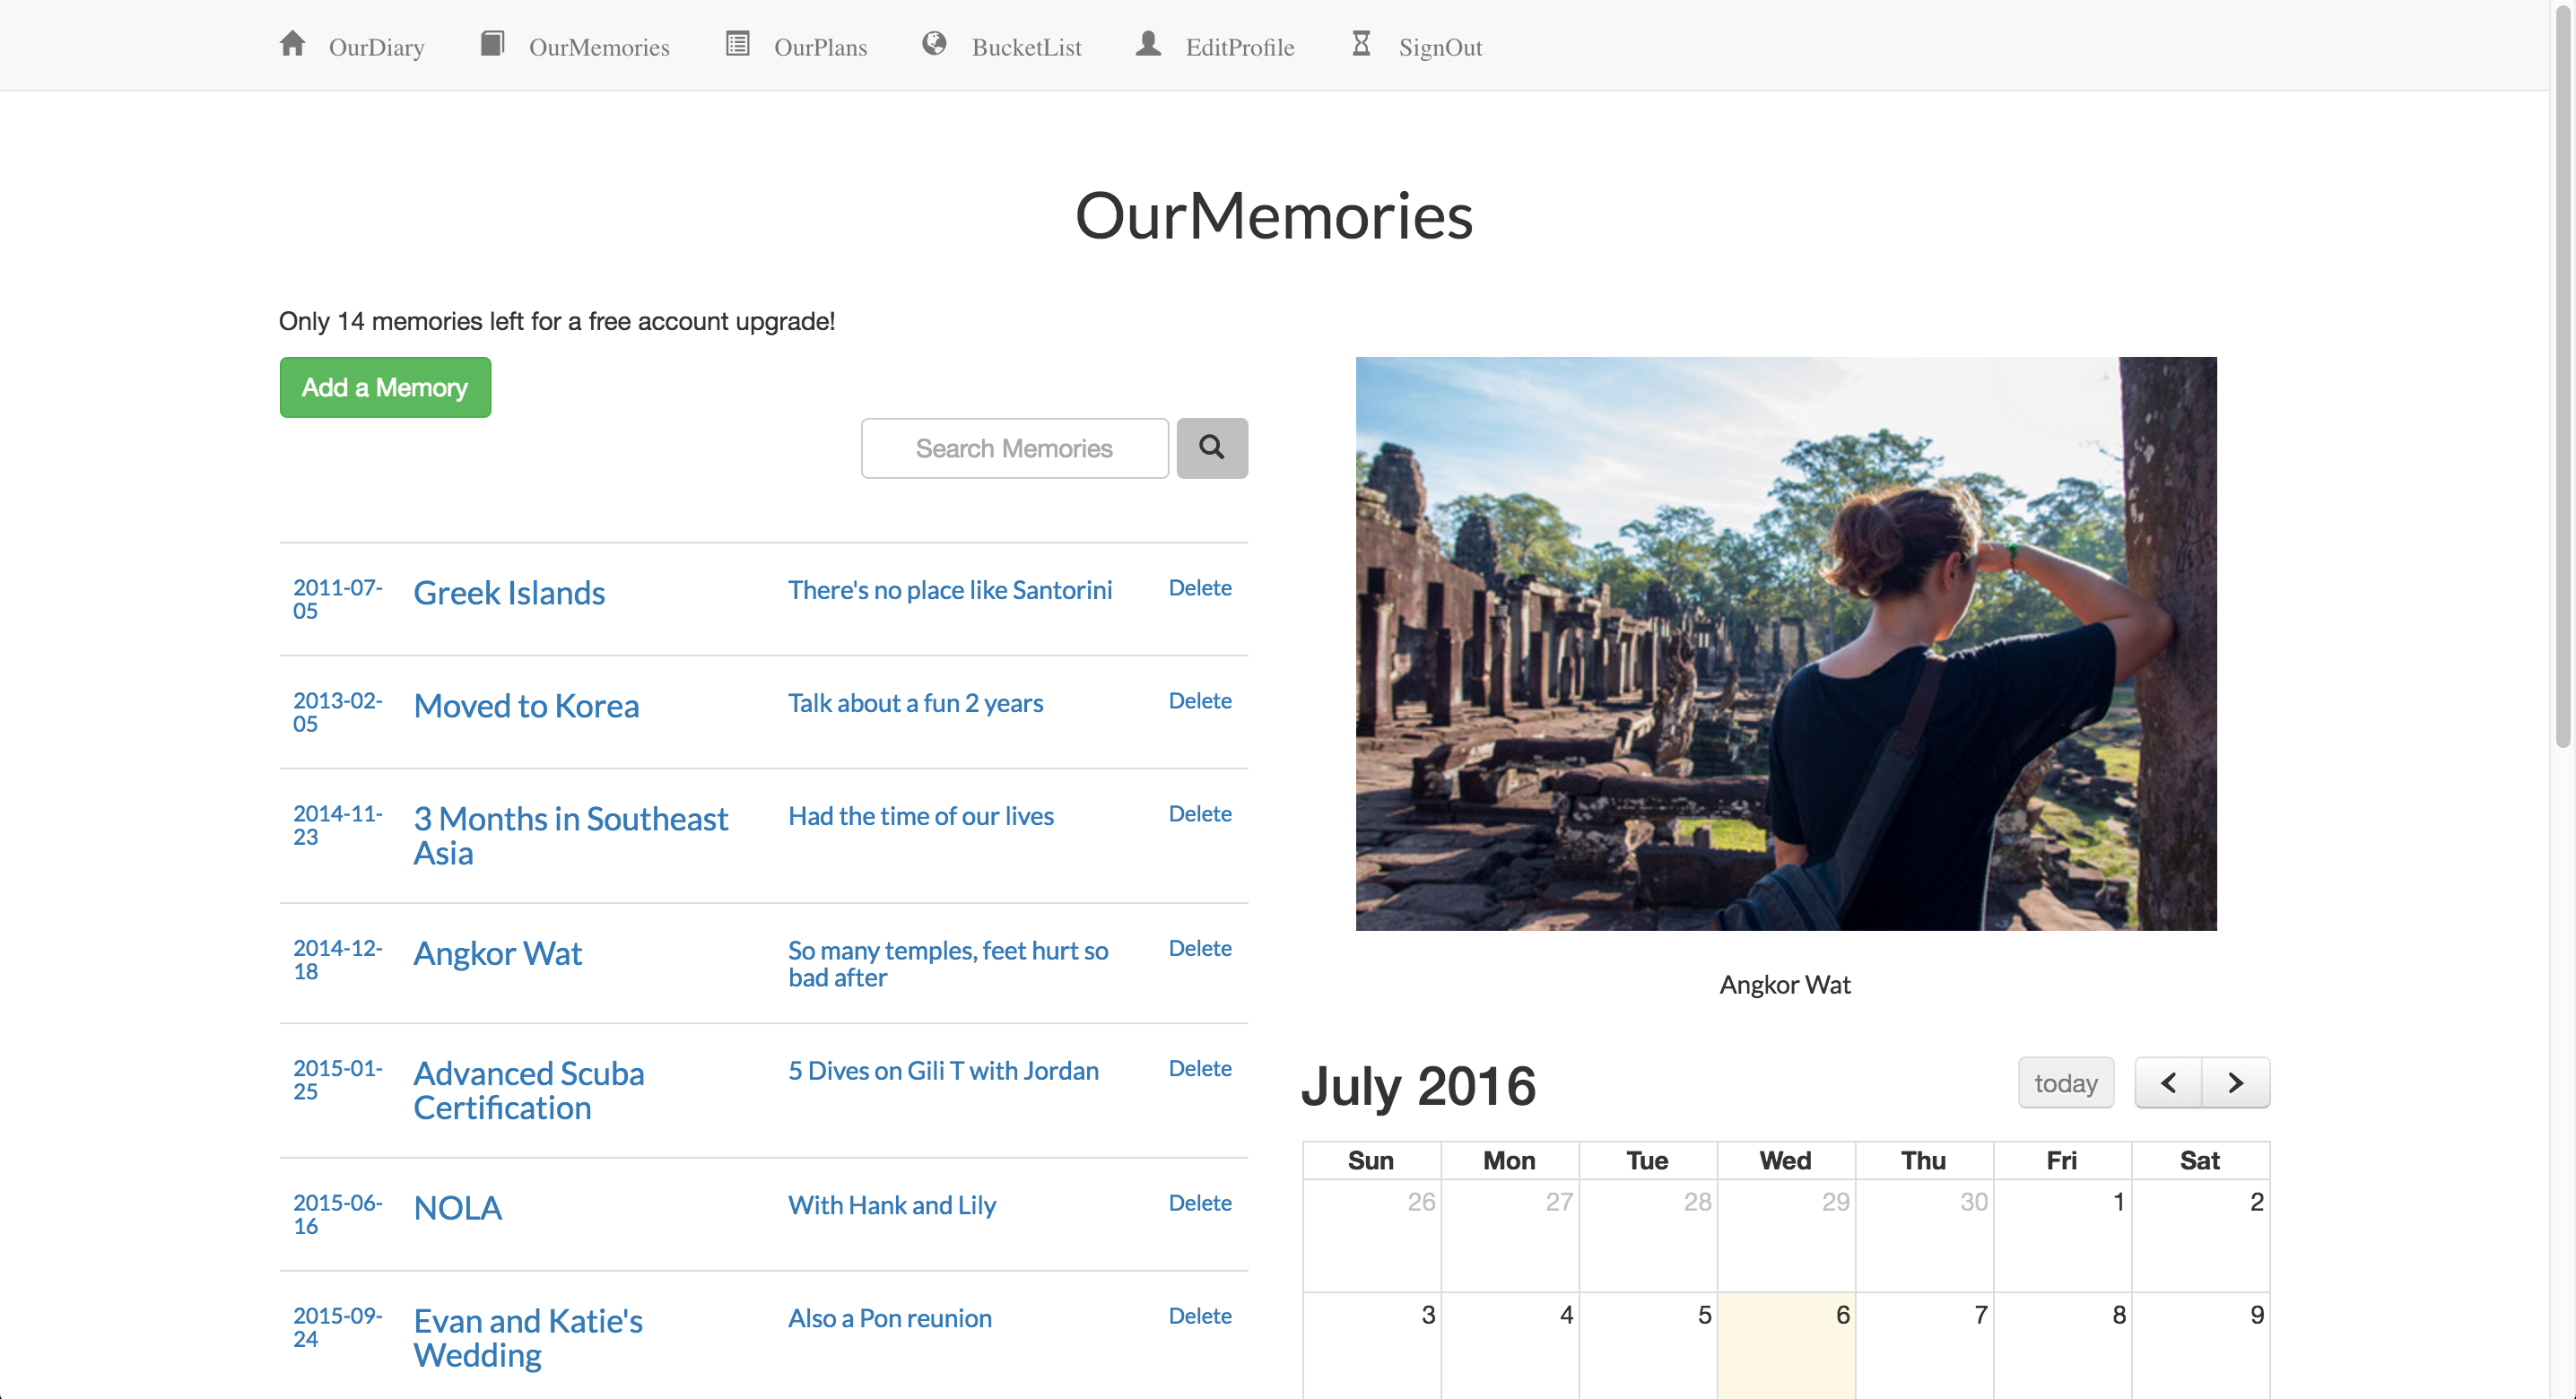 OurDiary OurMemories OurPlans BucketList EditProfile SignOut
OurMemories
Only 14 memories left for a free account upgrade!
Add a Memory
Search Memories
2011-07-
05
Greek Islands
There's no place like Santorini
Delete
2013-02-
05
Moved to Korea
Talk about a fun 2 years
Delete
2014-11-
23
3 Months in Southeast
Asia
Had the time of our lives
Delete
2014-12-
18
Angkor Wat
So many temples, feet hurt so
bad after
Delete
2015-01-
25
Advanced Scuba
Certification
5 Dives on Gili T with Jordan
Delete
2015-06-
16
NOLA
With Hank and Lily
Delete
2015-09-
24
Evan and Katie's
Wedding
Also a Pon reunion
Delete
Angkor Wat
July 2016
today
Sun Mon Tue Wed Thu Fri Sat
26 27 28 29 30 1 2
3 4 5 6 7 8 9